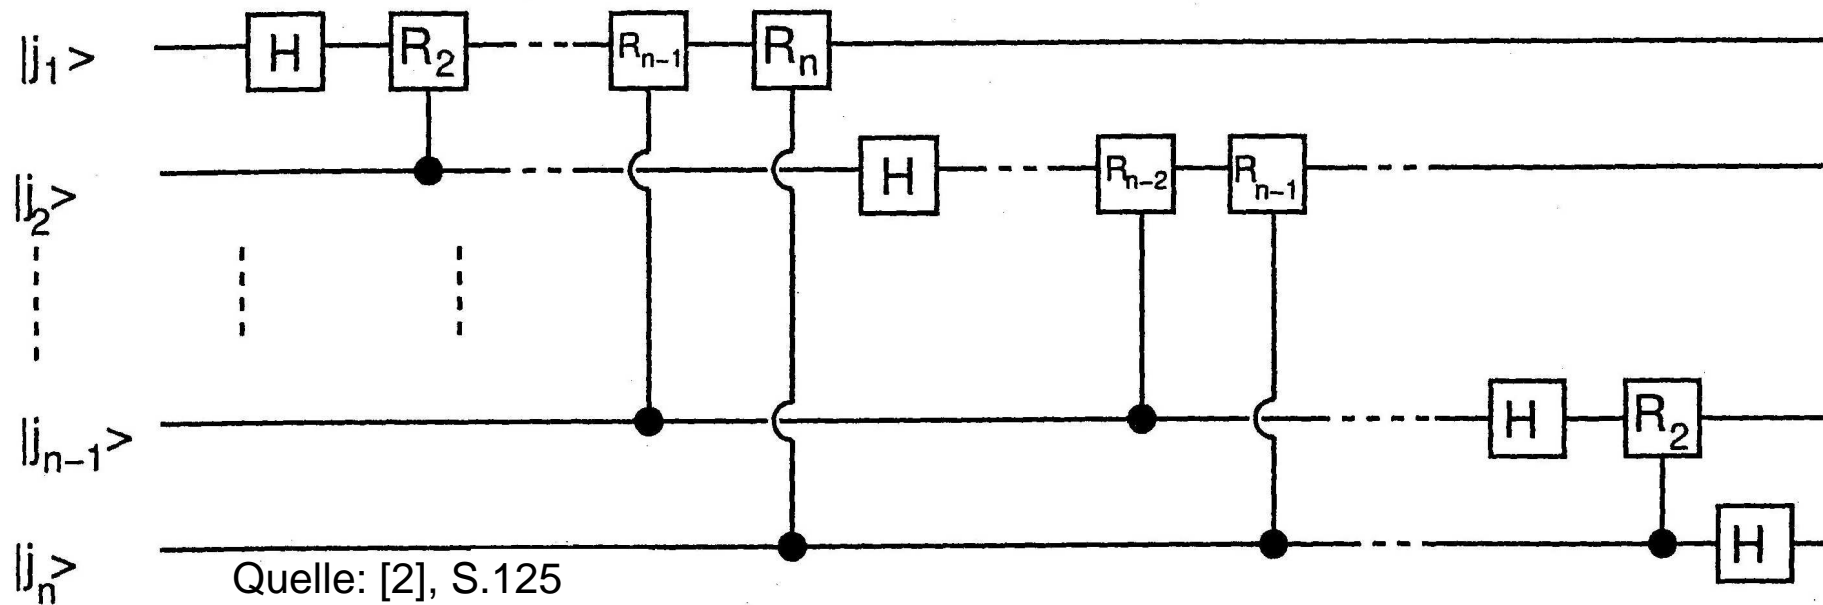 |j₁> H R₂ Rₙ₋₁ Rₙ
|j₂> H Rₙ₋₂ Rₙ₋₁
|jₙ₋₁> H R₂
|jₙ> H
Quelle: [2], S.125